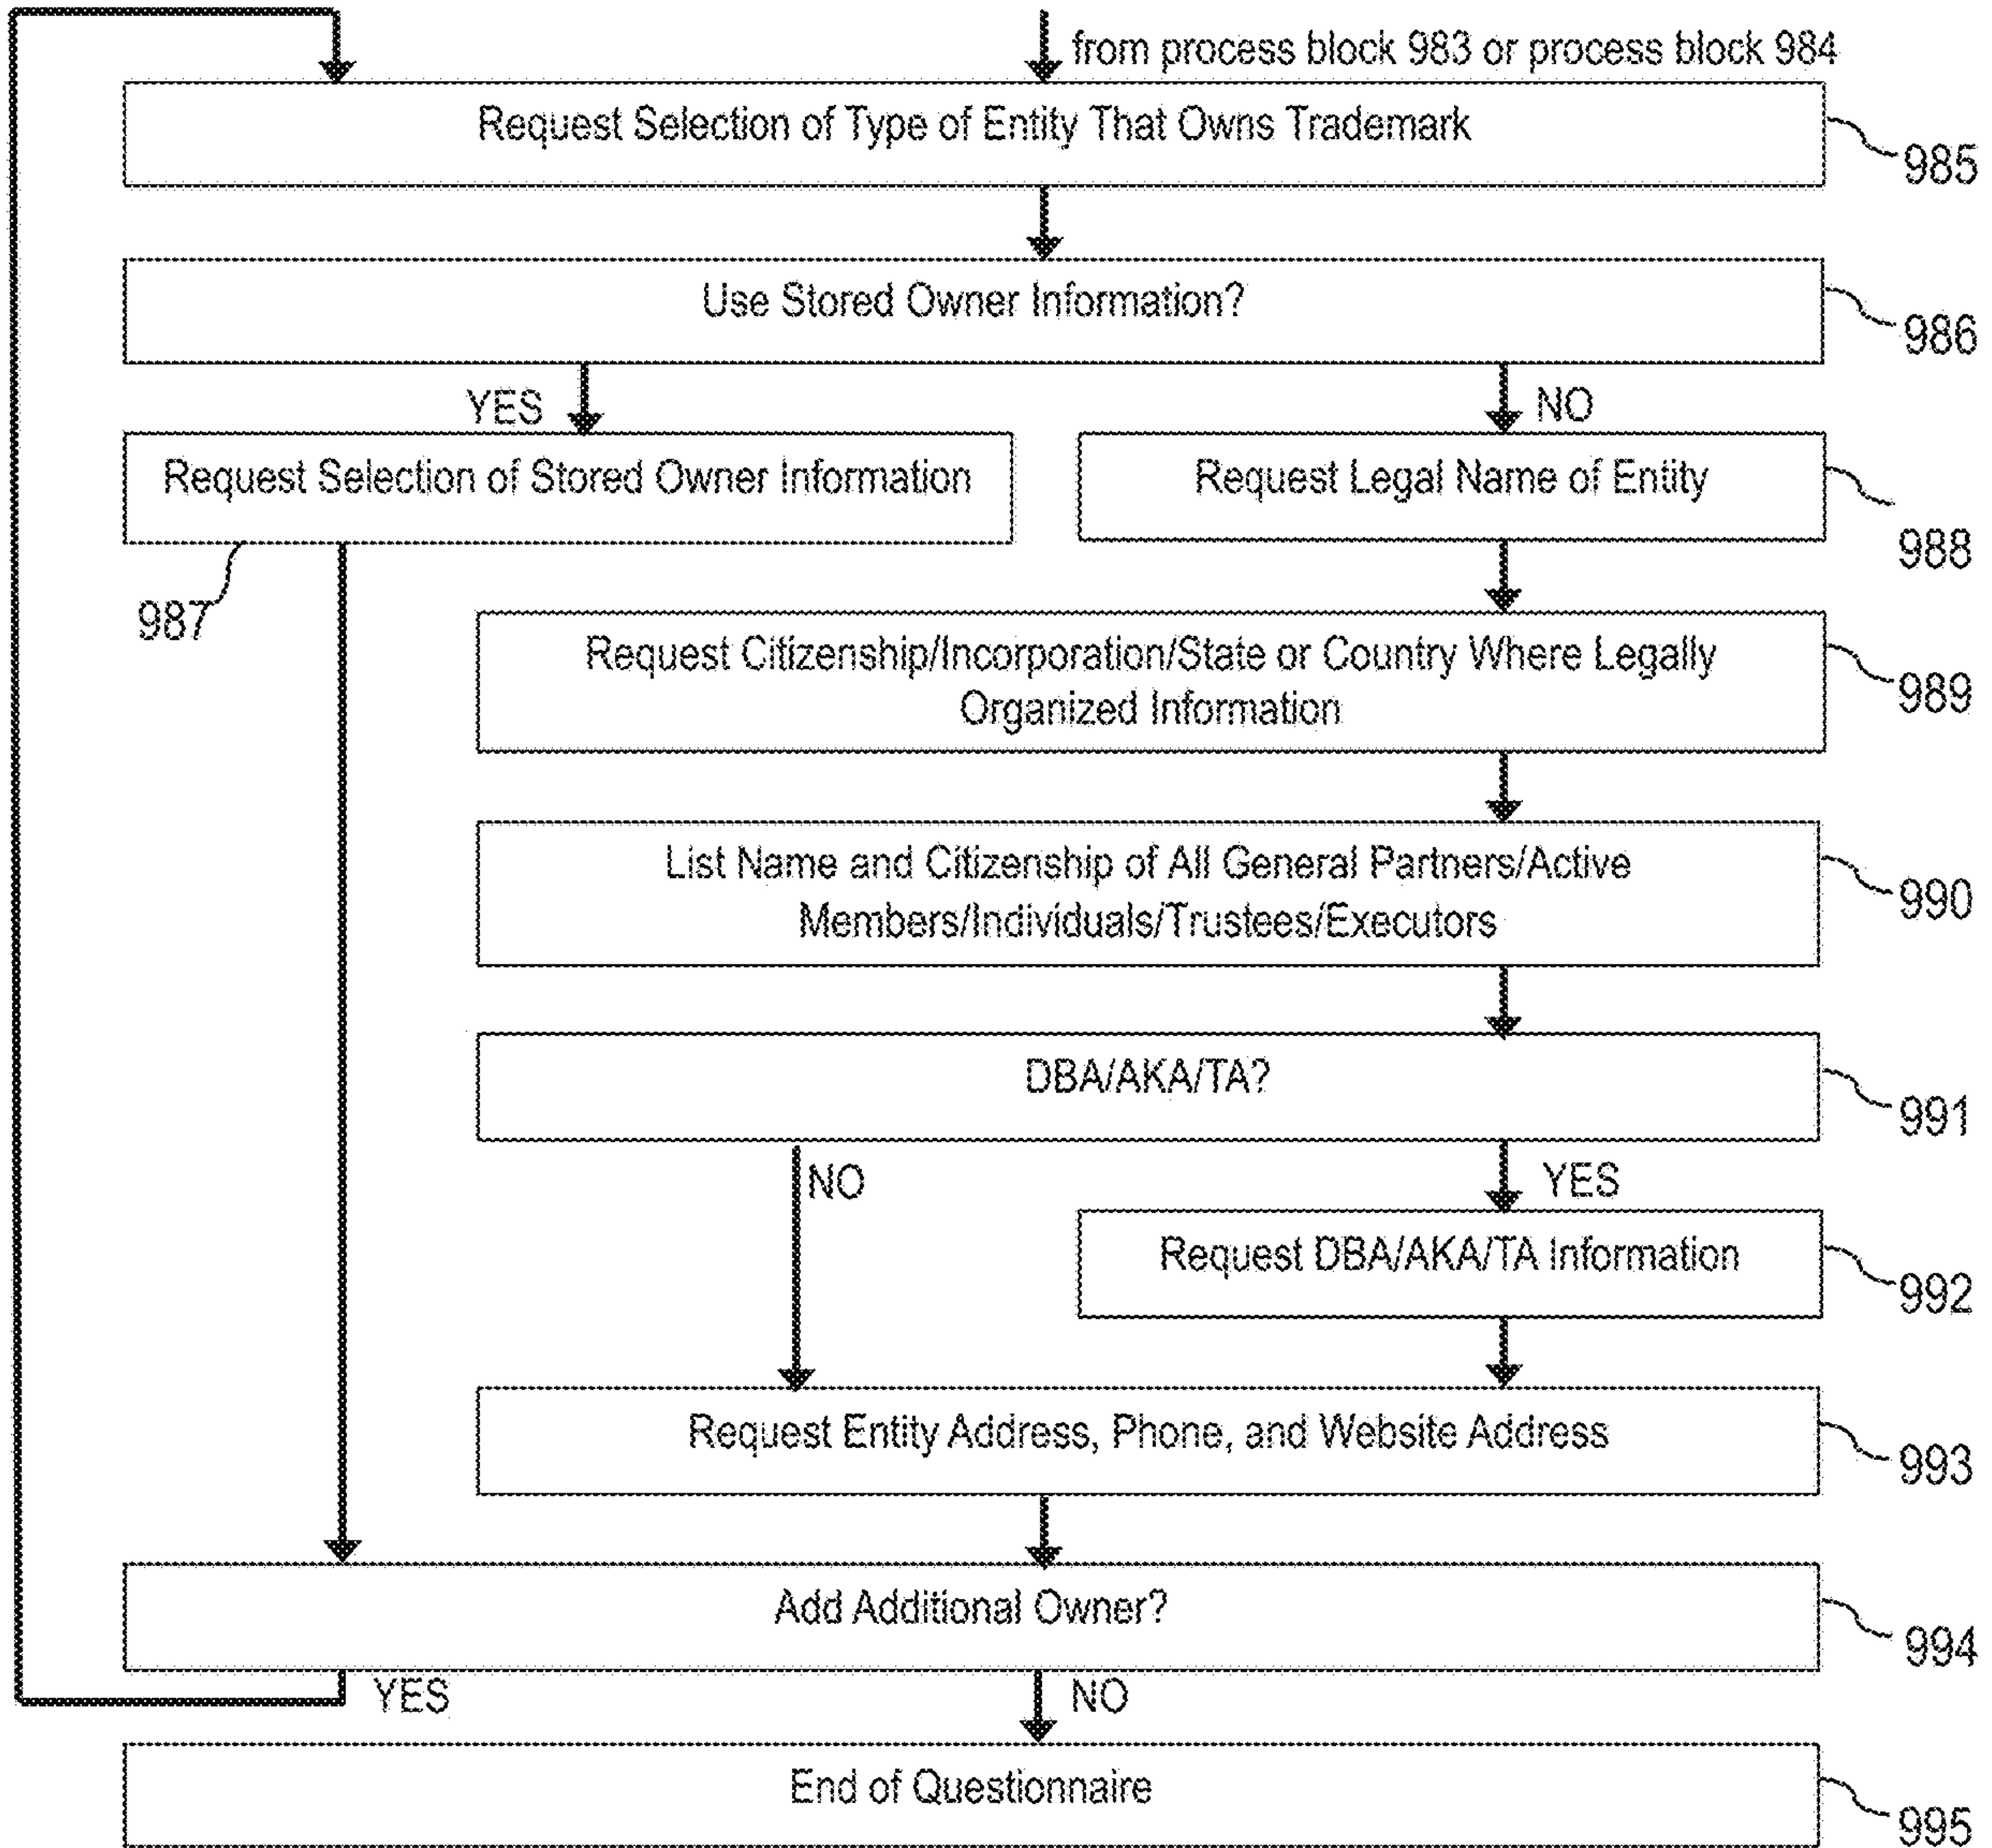 from process block 983 or process block 984
Request Selection of Type of Entity That Owns Trademark
985
Use Stored Owner Information?
986
YES
NO
Request Selection of Stored Owner Information
Request Legal Name of Entity
988
987
Request Citizenship/Incorporation/State or Country Where Legally
Organized Information
989
List Name and Citizenship of All General Partners/Active
Members/Individuals/Trustees/Executors
990
DBA/AKA/TA?
991
NO
YES
Request DBA/AKA/TA Information
992
Request Entity Address, Phone, and Website Address
993
Add Additional Owner?
994
YES
NO
End of Questionnaire
995